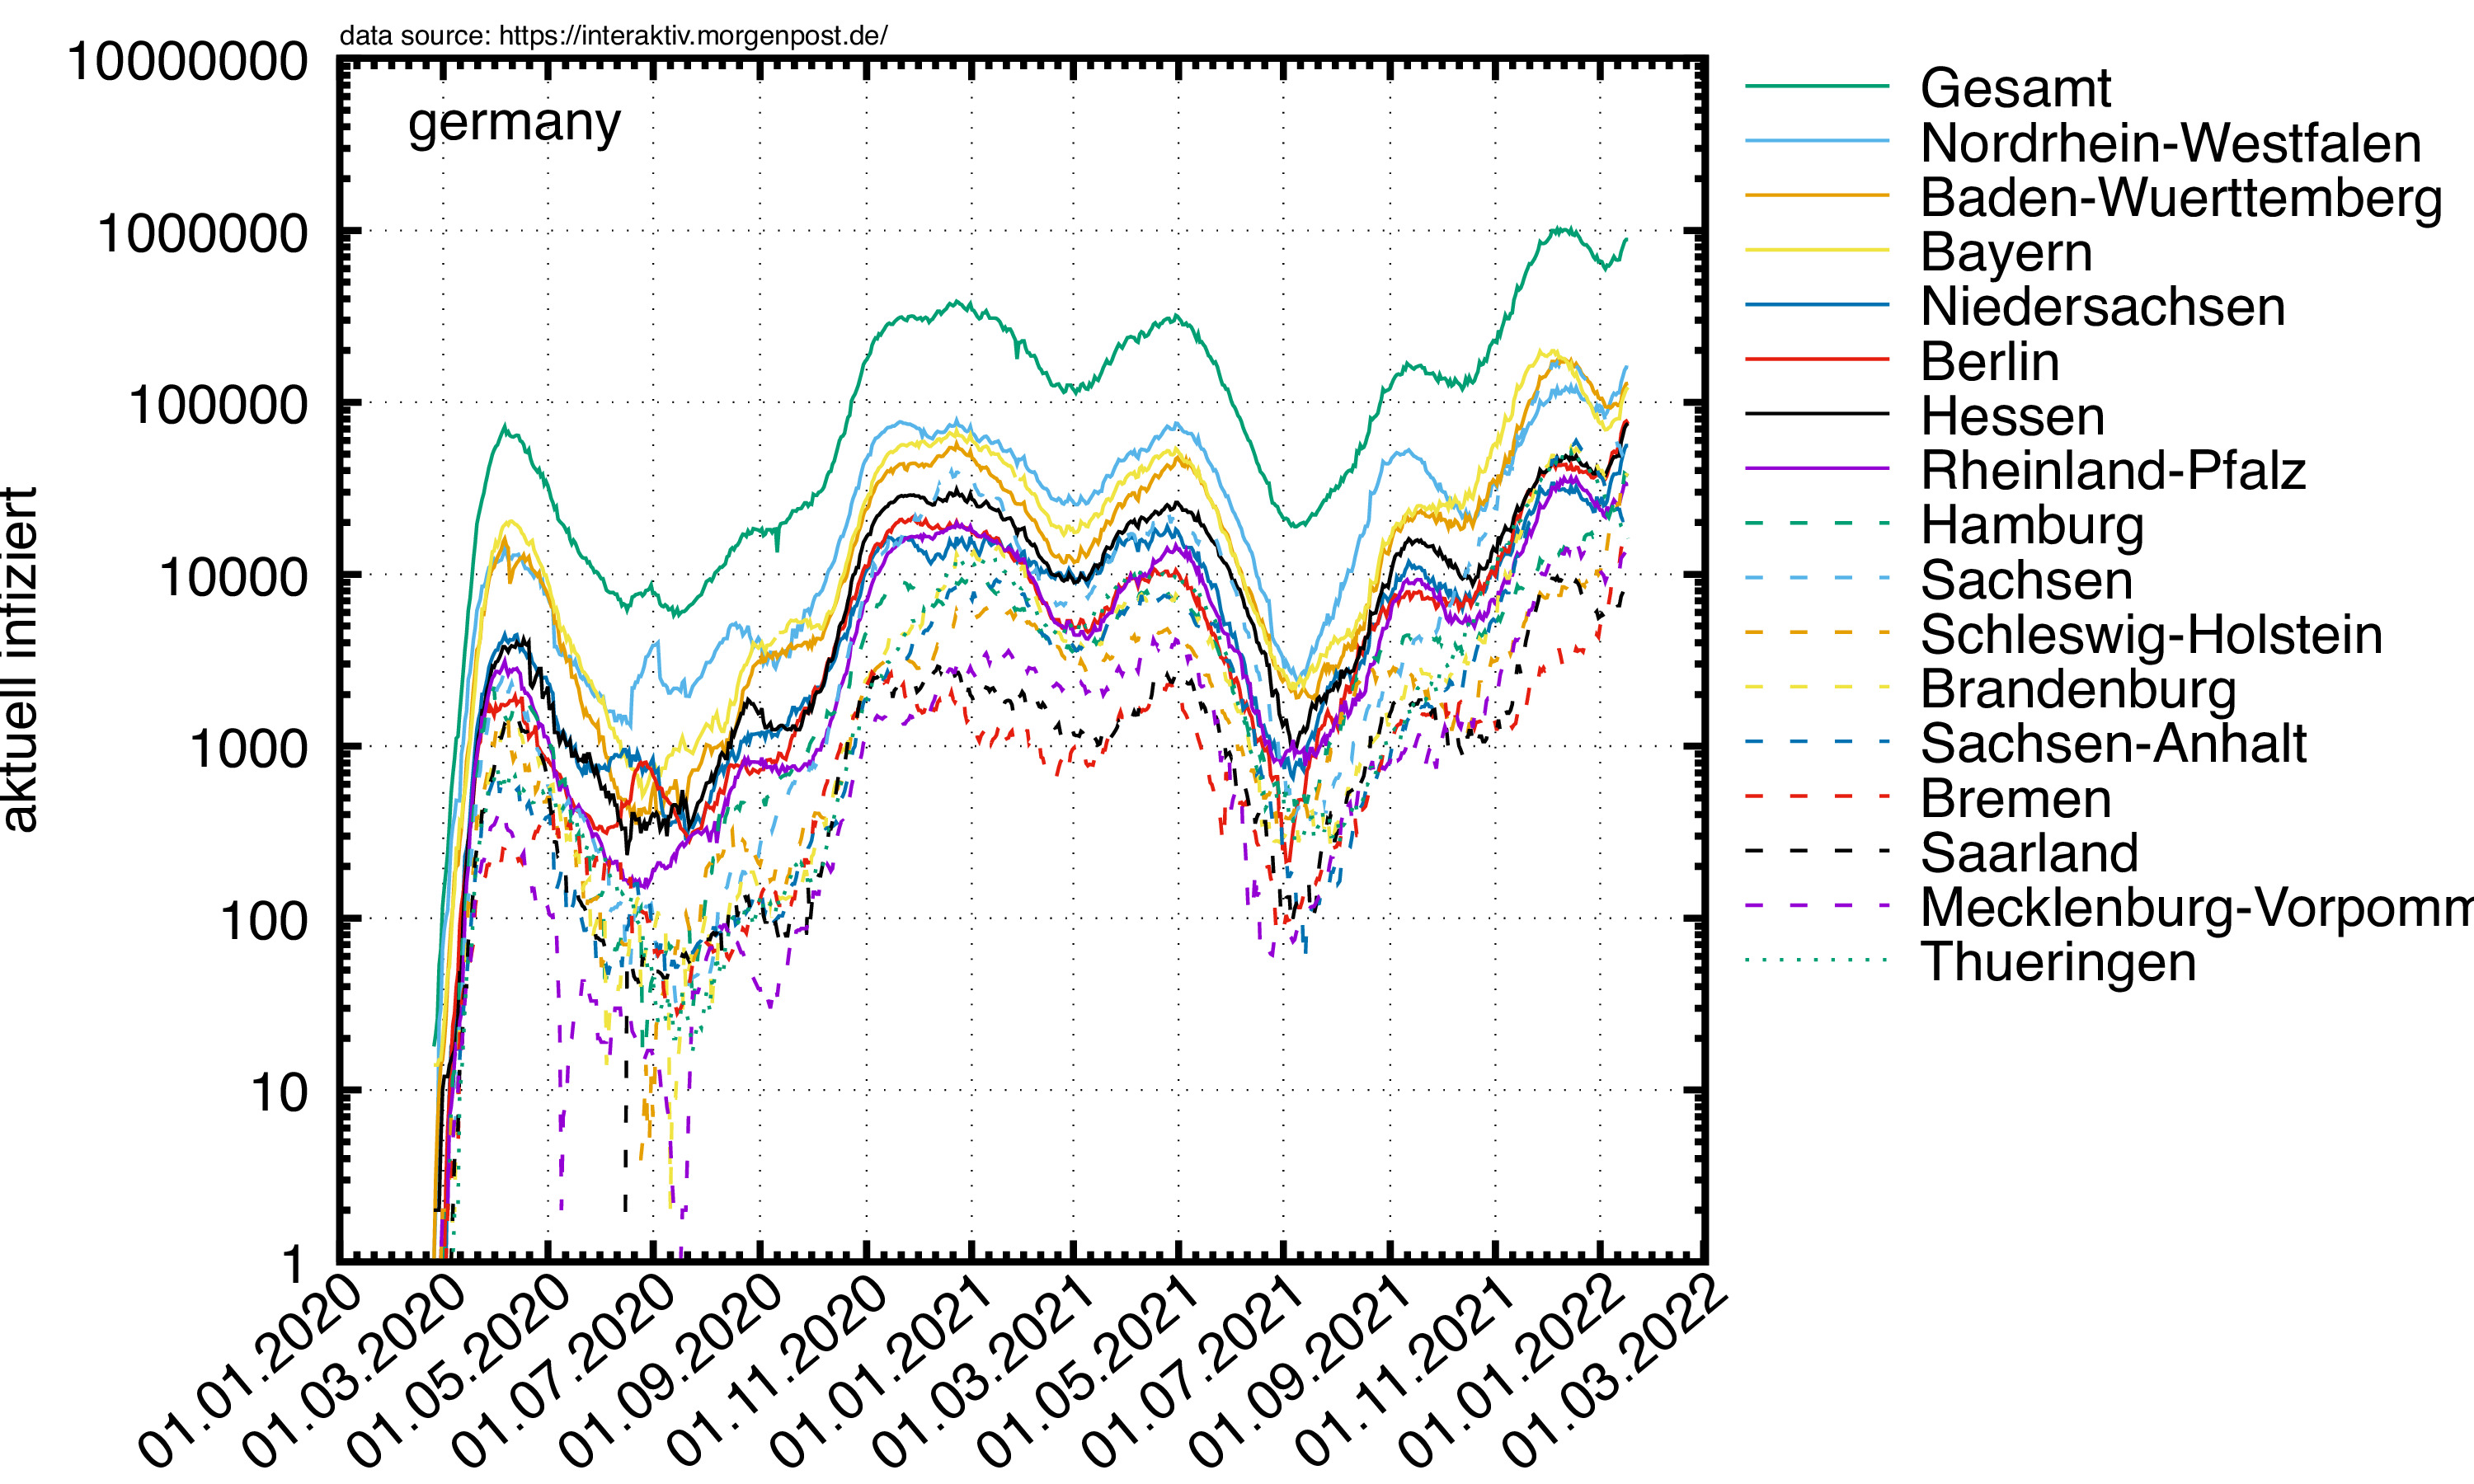 data source: https://interaktiv.morgenpost.de/
germany
aktuell infiziert
10000000
1000000
100000
10000
1000
100
10
1
01.01.2020
01.03.2020
01.05.2020
01.07.2020
01.09.2020
01.11.2020
01.01.2021
01.03.2021
01.05.2021
01.07.2021
01.09.2021
01.11.2021
01.01.2022
01.03.2022
Gesamt
Nordrhein-Westfalen
Baden-Wuerttemberg
Bayern
Niedersachsen
Berlin
Hessen
Rheinland-Pfalz
Hamburg
Sachsen
Schleswig-Holstein
Brandenburg
Sachsen-Anhalt
Bremen
Saarland
Mecklenburg-Vorpomm
Thueringen